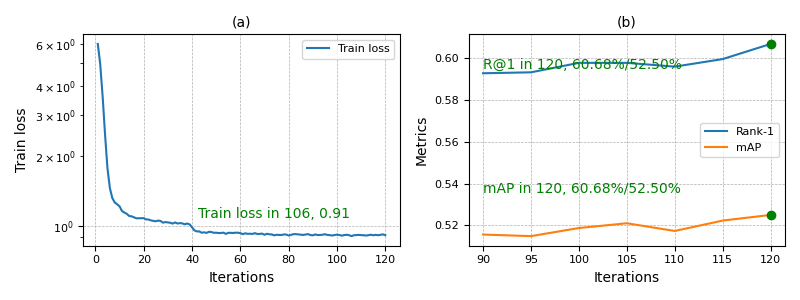 (a)
Train loss
6 × 10⁰
4 × 10⁰
3 × 10⁰
2 × 10⁰
10⁰
Train loss
Train loss in 106, 0.91
0 20 40 60 80 100 120
Iterations
(b)
Metrics
0.60
0.58
0.56
0.54
0.52
R@1 in 120, 60.68%/52.50%
Rank-1
mAP
mAP in 120, 60.68%/52.50%
90 95 100 105 110 115 120
Iterations